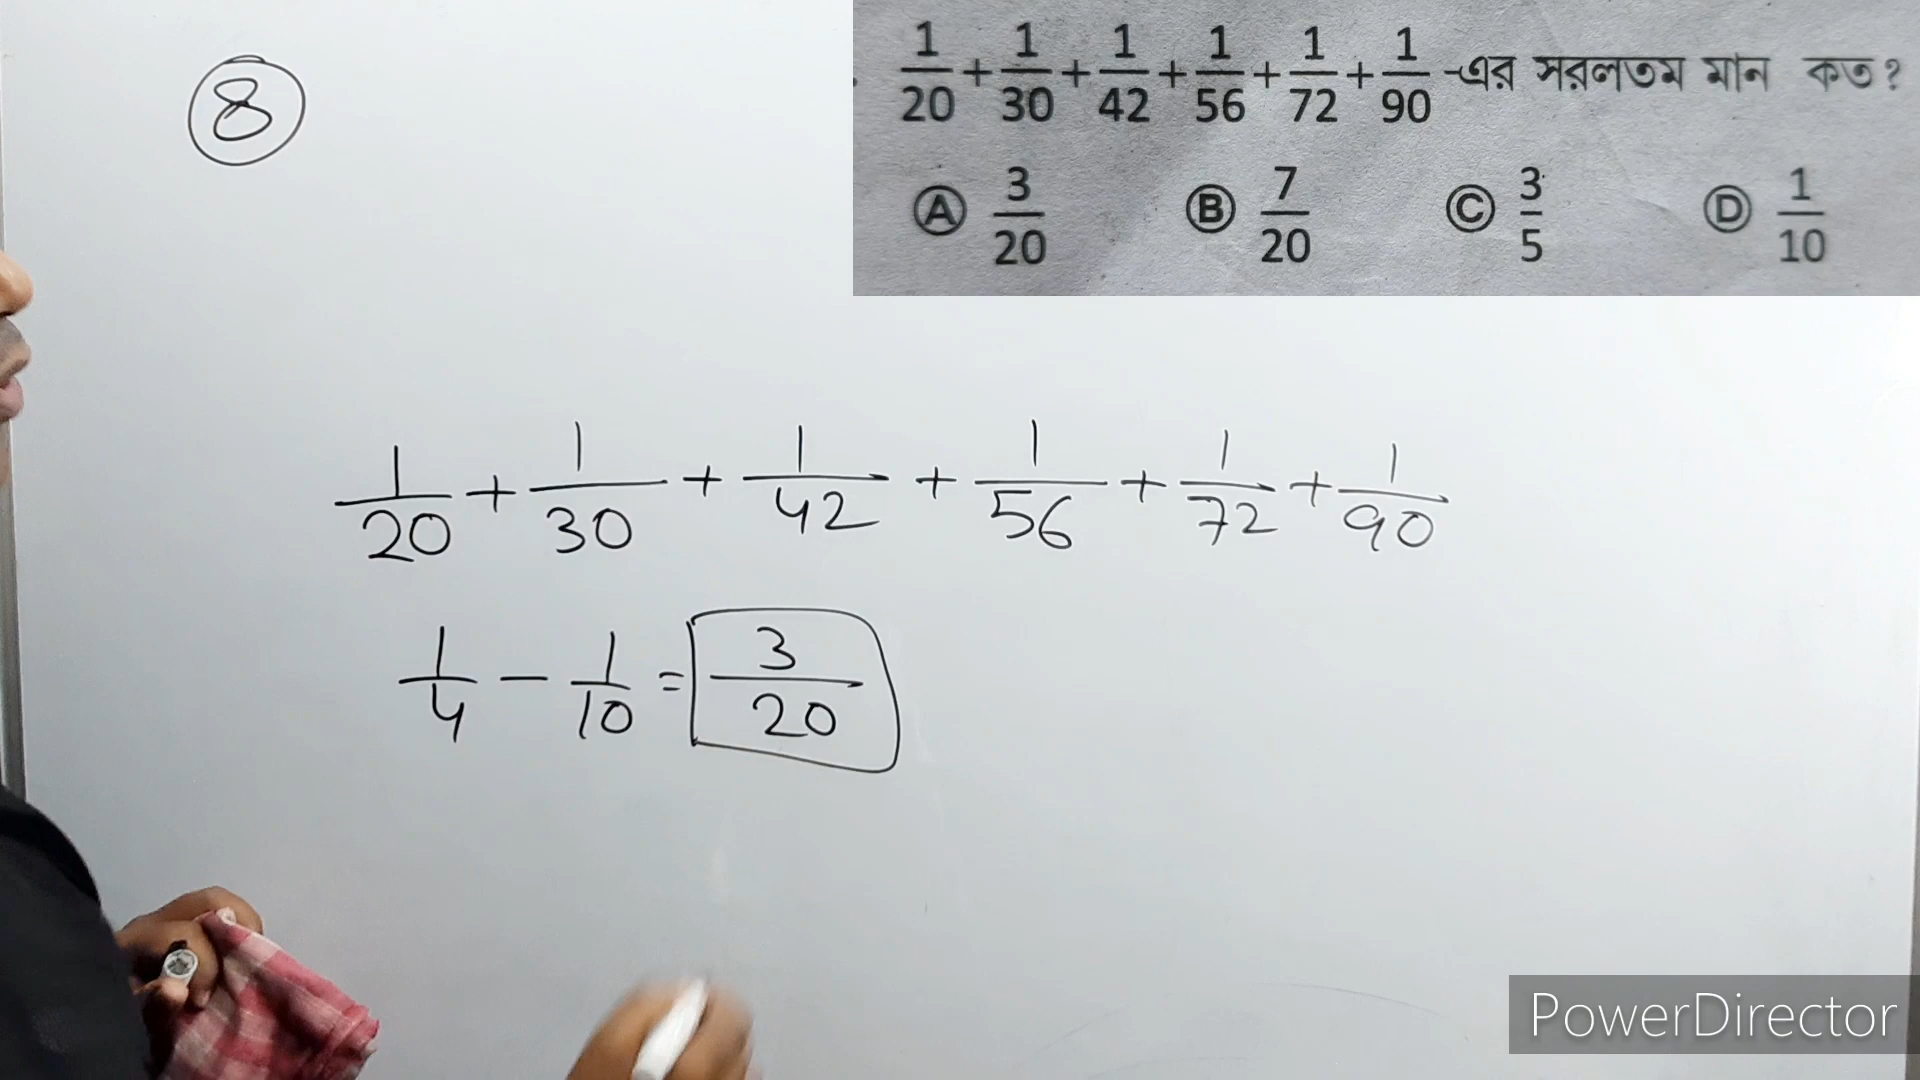 8
1/20 + 1/30 + 1/42 + 1/56 + 1/72 + 1/90 -এর সরলতম মান কত?
Ⓐ 3/20 Ⓑ 7/20 Ⓒ 3/5 Ⓓ 1/10
1/20 + 1/30 + 1/42 + 1/56 + 1/72 + 1/90
1/4 - 1/10 = 3/20
PowerDirector